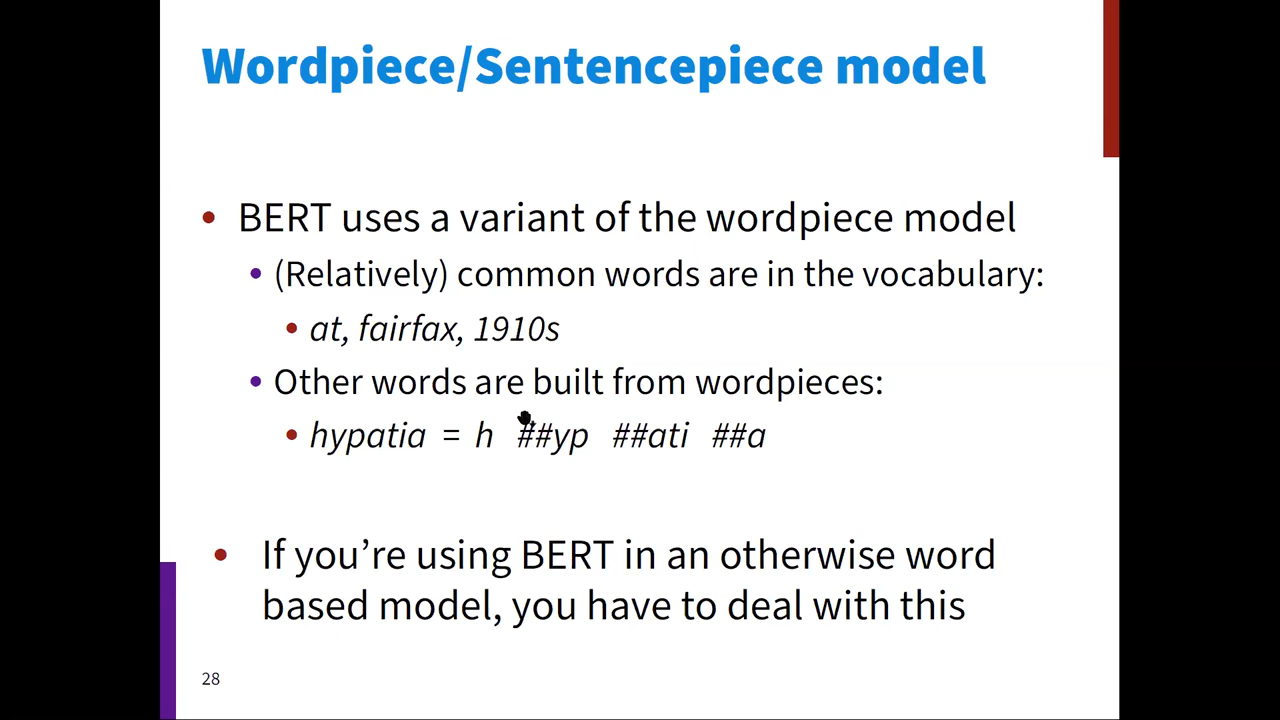 Wordpiece/Sentencepiece model
• BERT uses a variant of the wordpiece model
• (Relatively) common words are in the vocabulary:
• at, fairfax, 1910s
• Other words are built from wordpieces:
• hypatia = h ##yp ##ati ##a
• If you’re using BERT in an otherwise word
based model, you have to deal with this
28